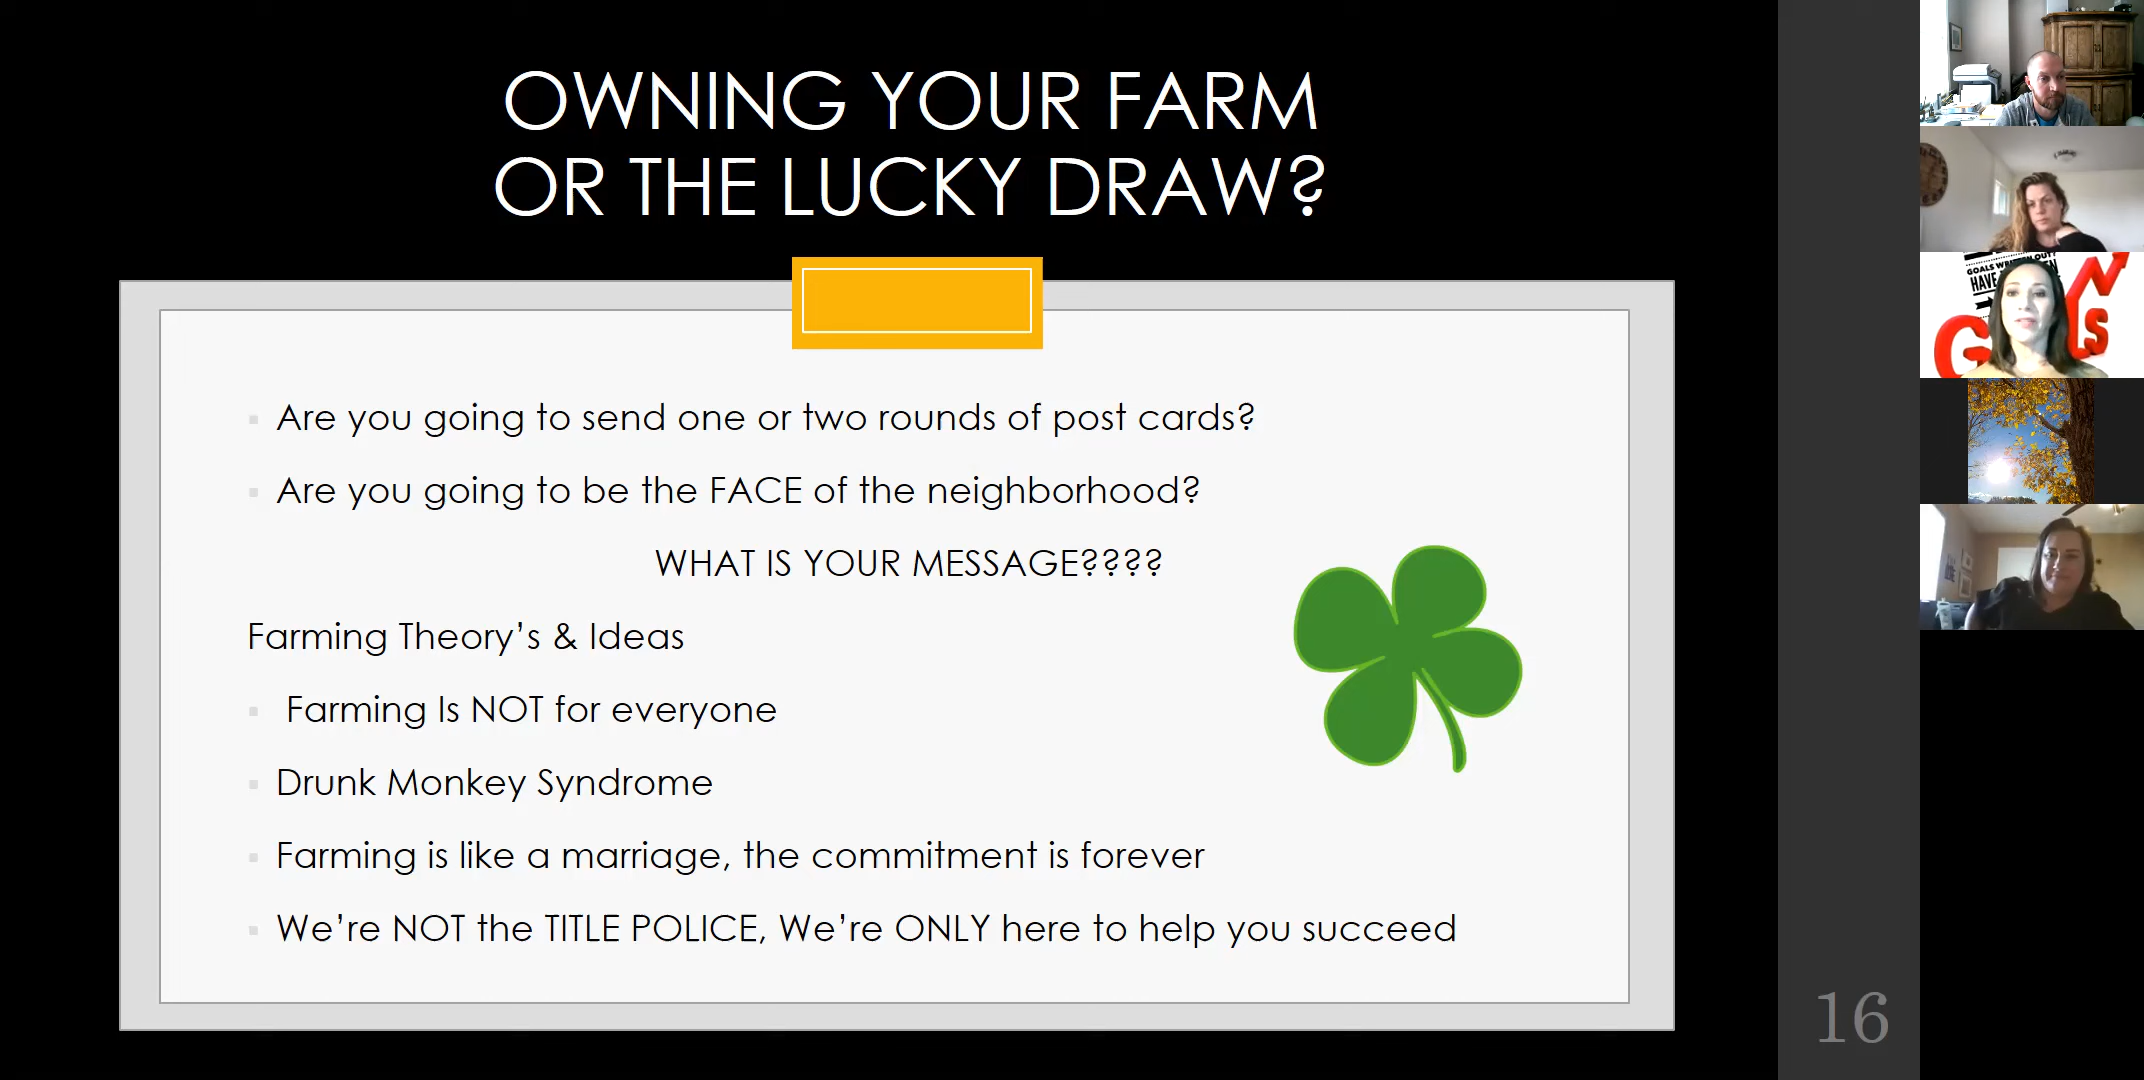 OWNING YOUR FARM
OR THE LUCKY DRAW?
Are you going to send one or two rounds of post cards?
Are you going to be the FACE of the neighborhood?
WHAT IS YOUR MESSAGE????
Farming Theory’s & Ideas
Farming Is NOT for everyone
Drunk Monkey Syndrome
Farming is like a marriage, the commitment is forever
We’re NOT the TITLE POLICE, We’re ONLY here to help you succeed
16
GOALS
HAVE